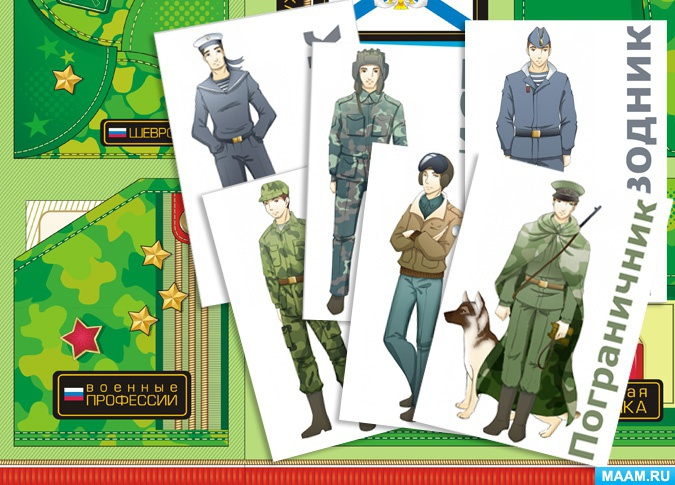 ШЕВРО
ЗОДНИК
Пограничник
военные
ПРОФЕССИИ
ая
КА
MAAM.RU